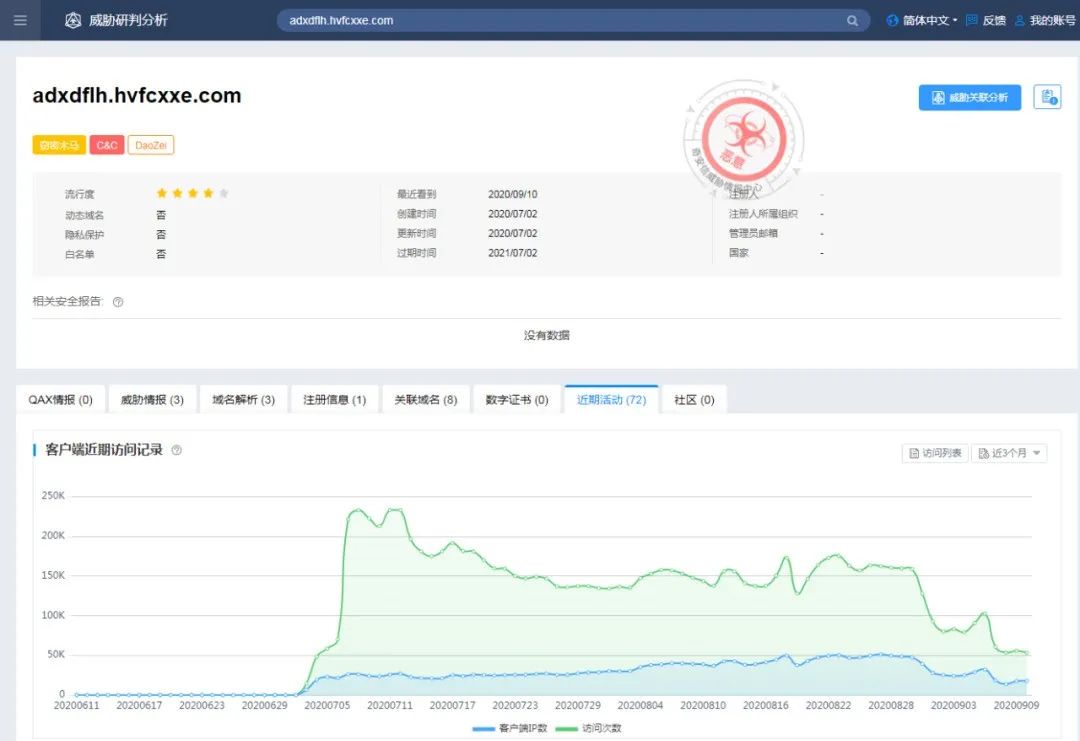 威胁研判分析 adxdflh.hvfcxxe.com 简体中文 反馈 我的账号
adxdflh.hvfcxxe.com
威胁关联分析
窃密木马 C&C DaoZei
恶意
奇安信威胁情报中心
流行度 最近看到 2020/09/10 注册人 -
动态域名 否 创建时间 2020/07/02 注册人所属组织 -
隐私保护 否 更新时间 2020/07/02 管理员邮箱 -
白名单 否 过期时间 2021/07/02 国家 -
相关安全报告:
没有数据
QAX情报 (0) 威胁情报 (3) 域名解析 (3) 注册信息 (1) 关联域名 (8) 数字证书 (0) 近期活动 (72) 社区 (0)
客户端近期访问记录 访问列表 近3个月
250K
200K
150K
100K
50K
0
20200611 20200617 20200623 20200629 20200705 20200711 20200717 20200723 20200729 20200804 20200810 20200816 20200822 20200828 20200903 20200909
客户端IP数 访问次数